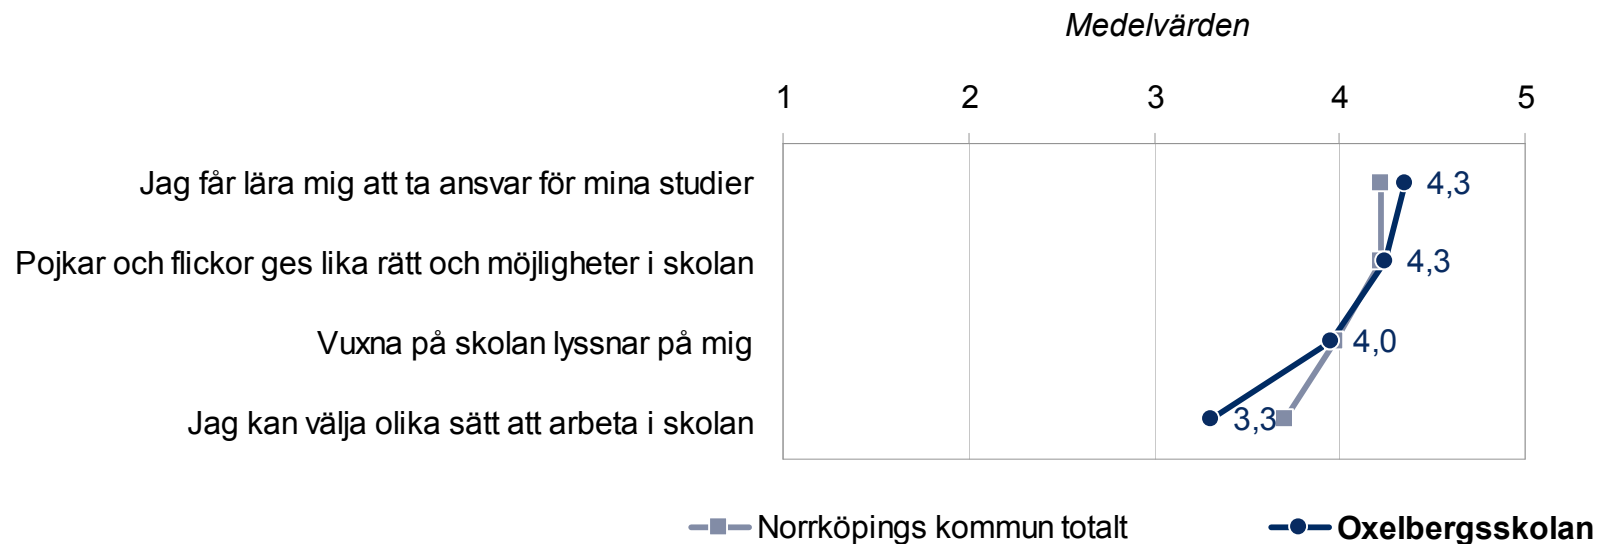 Medelvärden
1 2 3 4 5
Jag får lära mig att ta ansvar för mina studier 4,3
Pojkar och flickor ges lika rätt och möjligheter i skolan 4,3
Vuxna på skolan lyssnar på mig 4,0
Jag kan välja olika sätt att arbeta i skolan 3,3
Norrköpings kommun totalt Oxelbergsskolan